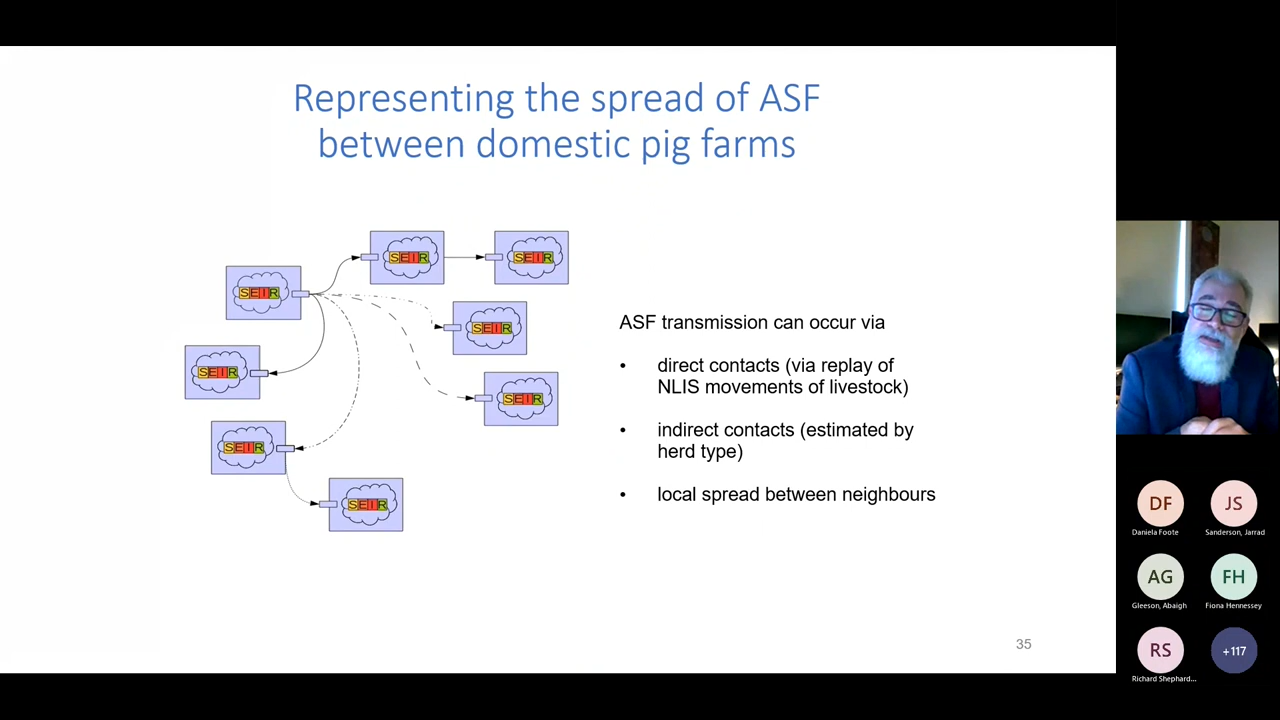 Representing the spread of ASF
between domestic pig farms
SEIR
SEIR
SEIR
SEIR
SEIR
SEIR
SEIR
SEIR
ASF transmission can occur via
• direct contacts (via replay of
NLIS movements of livestock)
• indirect contacts (estimated by
herd type)
• local spread between neighbours
35
DF
JS
Daniela Foote
Sanderson, Jarrad
AG
FH
Gleeson, Abaigh
Fiona Hennessey
RS
+117
Richard Shephard...